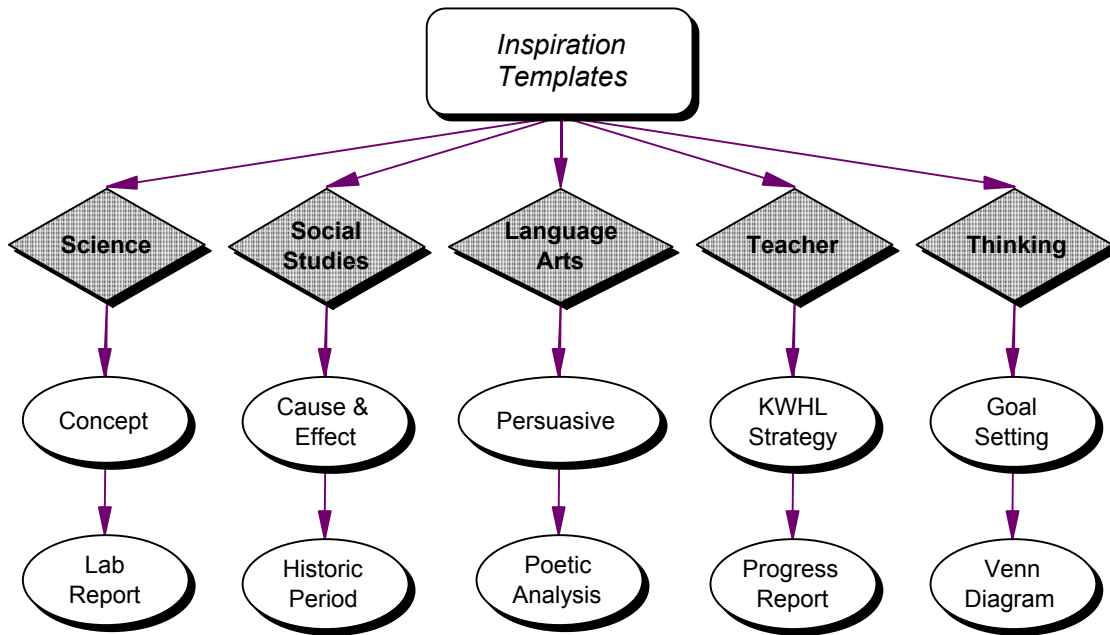 Inspiration
Templates
Science
Social
Studies
Language
Arts
Teacher
Thinking
Concept
Cause &
Effect
Persuasive
KWHL
Strategy
Goal
Setting
Lab
Report
Historic
Period
Poetic
Analysis
Progress
Report
Venn
Diagram